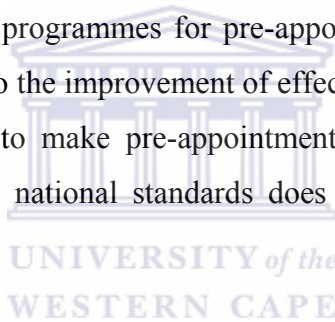 programmes for pre-appo
o the improvement of effec
to make pre-appointment
national standards does
UNIVERSITY of the
WESTERN CAPE